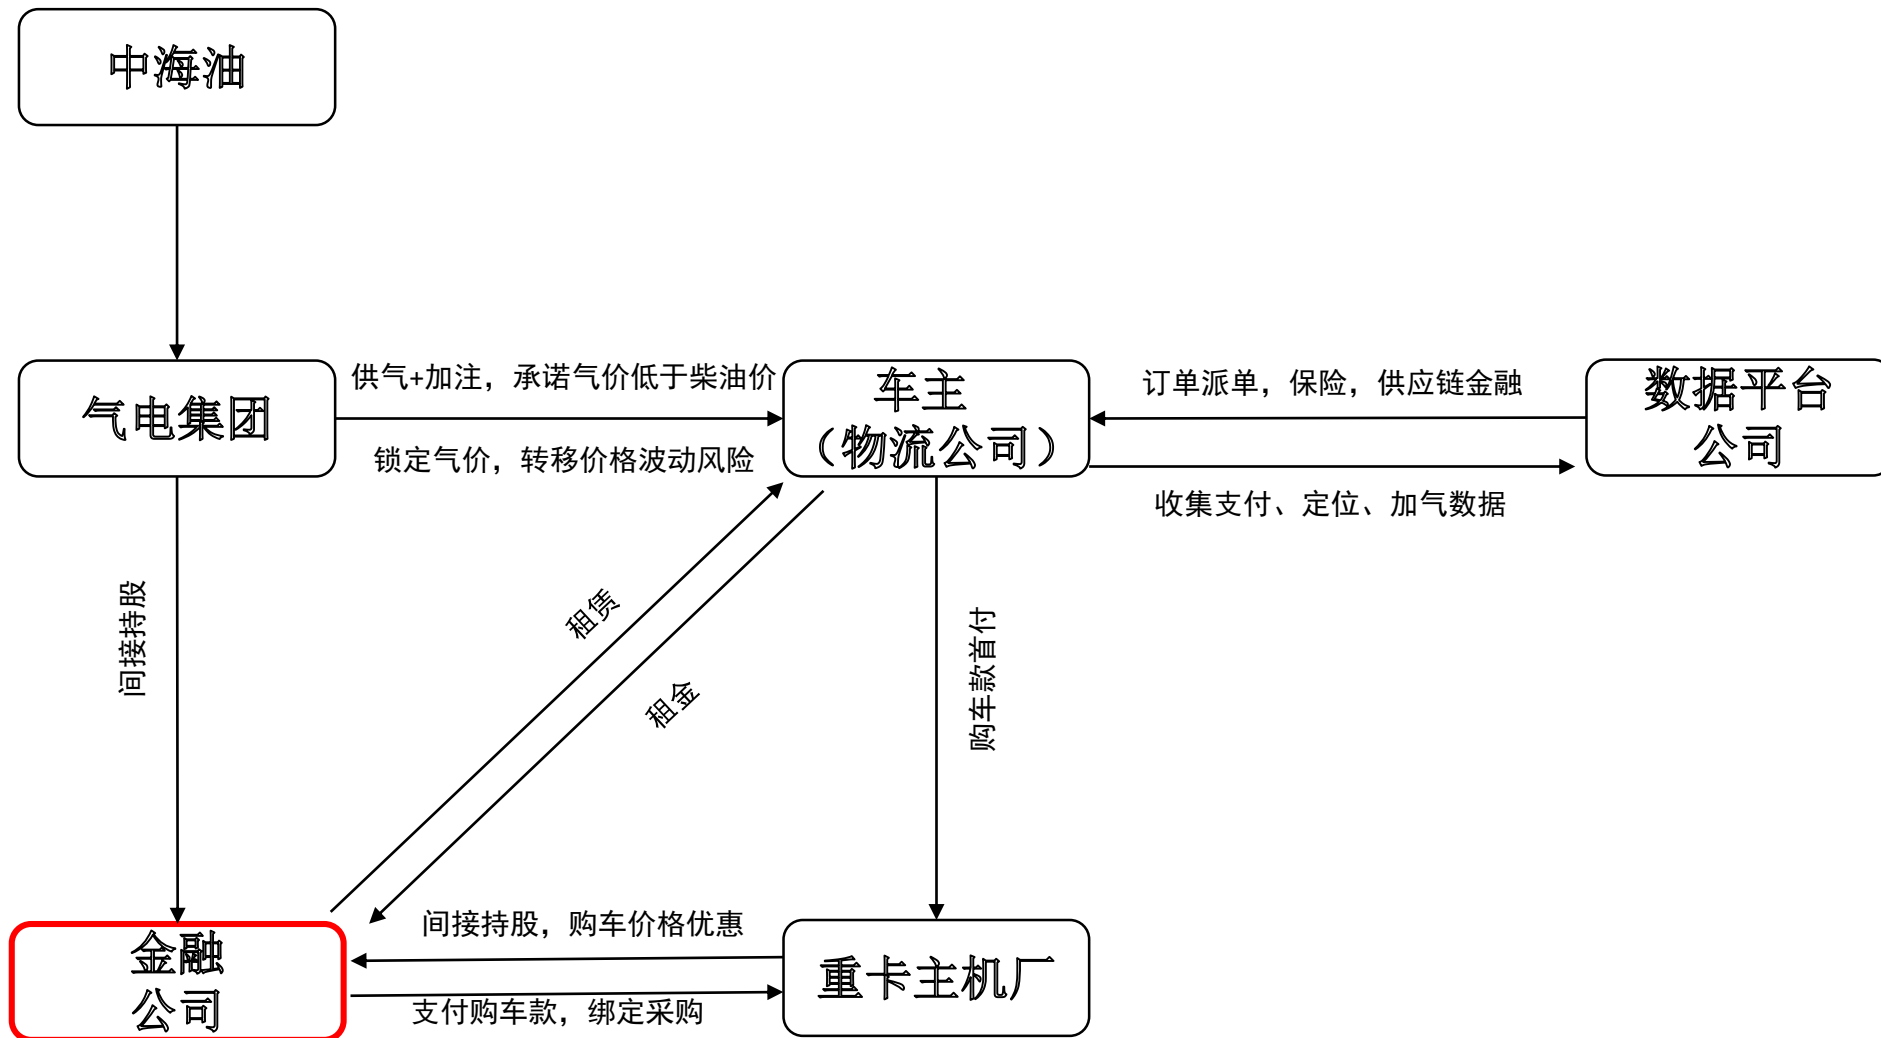 中海油
气电集团
供气+加注，承诺气价低于柴油价
锁定气价，转移价格波动风险
车主
（物流公司）
订单派单，保险，供应链金融
收集支付、定位、加气数据
数据平台
公司
间接持股
租赁
租金
购车款首付
金融
公司
间接持股，购车价格优惠
支付购车款，绑定采购
重卡主机厂